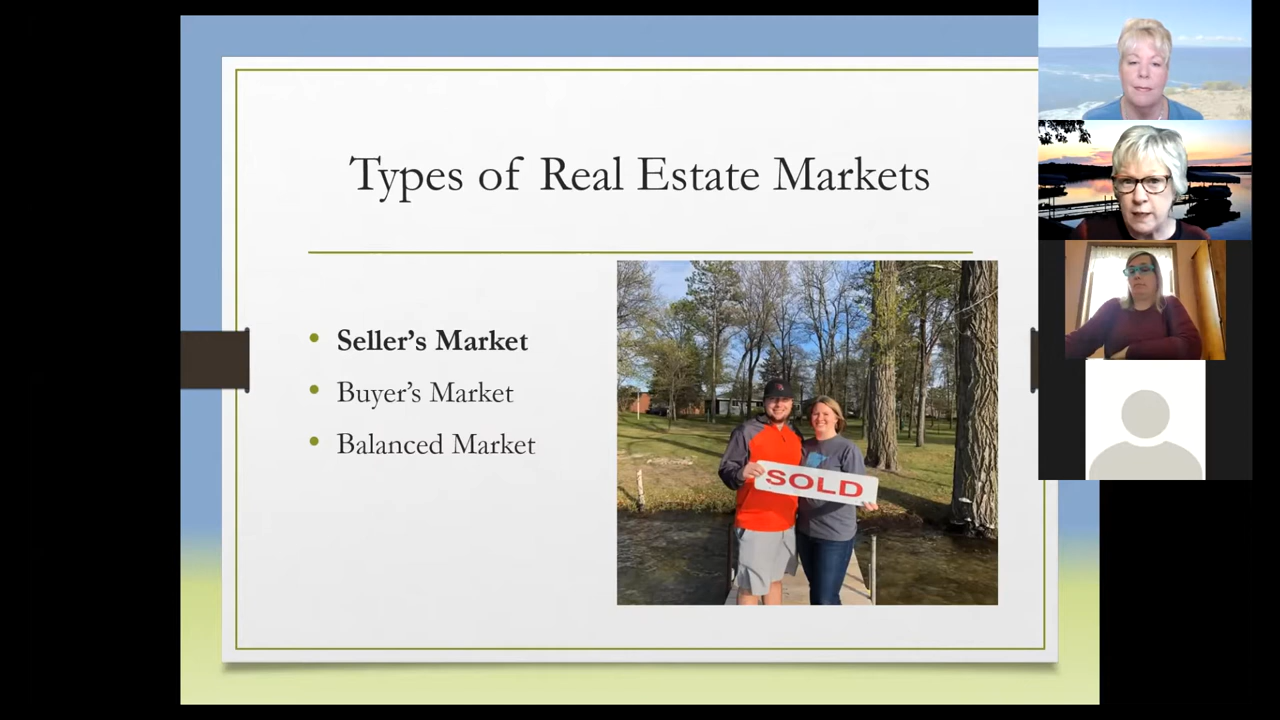 Types of Real Estate Markets
Seller's Market
Buyer's Market
Balanced Market
SOLD